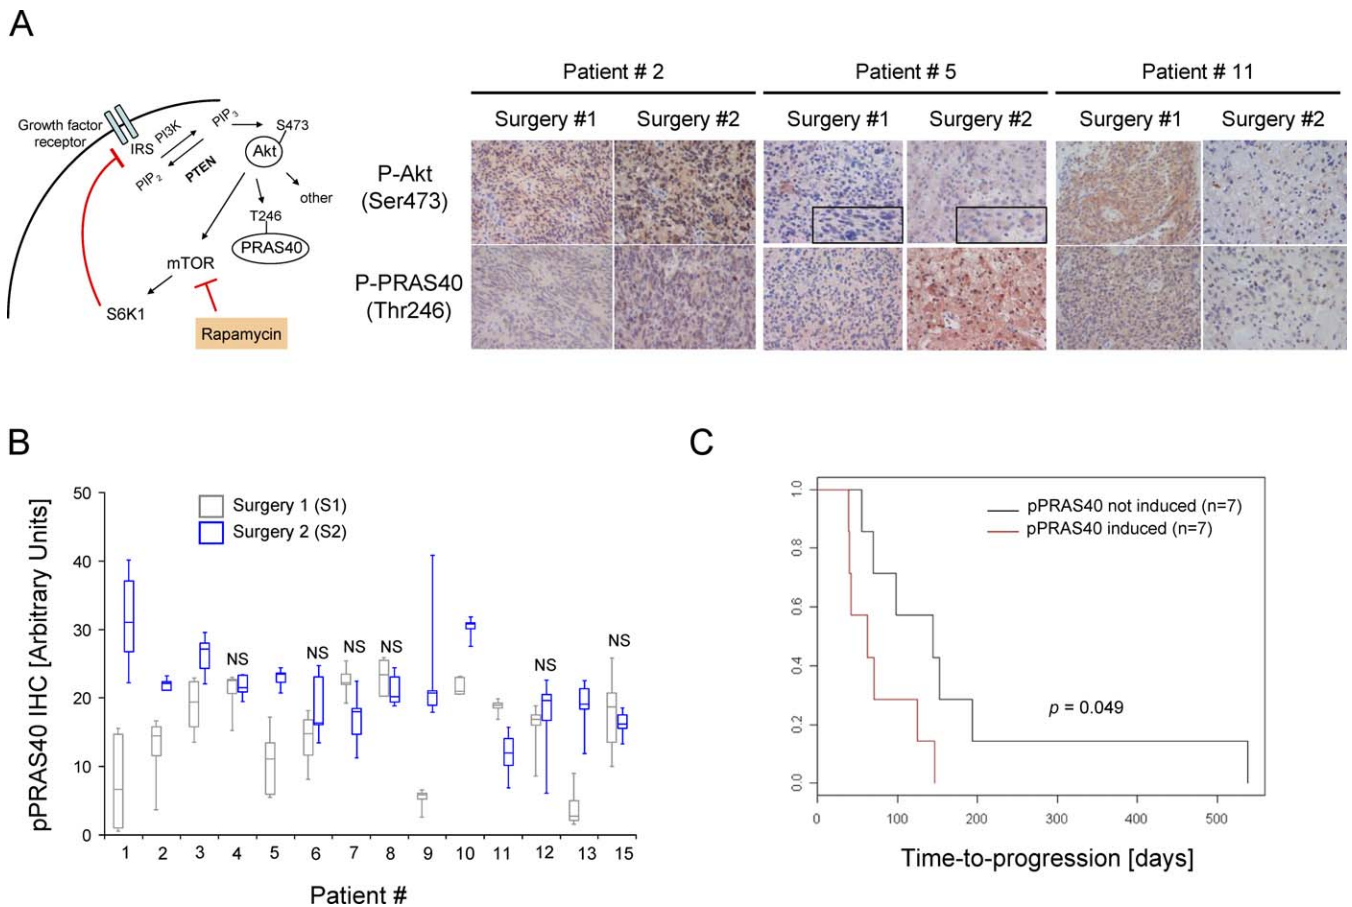 A
Growth factor
receptor
IRS
PI3K
PIP3
S473
Akt
PIP2
PTEN
other
T246
PRAS40
mTOR
S6K1
Rapamycin
Patient # 2
Patient # 5
Patient # 11
Surgery #1
Surgery #2
Surgery #1
Surgery #2
Surgery #1
Surgery #2
P-Akt
(Ser473)
P-PRAS40
(Thr246)
B
pPRAS40 IHC [Arbitrary Units]
50
40
30
20
10
0
Surgery 1 (S1)
Surgery 2 (S2)
NS
NS
NS
NS
NS
NS
1 2 3 4 5 6 7 8 9 10 11 12 13 15
Patient #
C
1.0
0.8
0.6
0.4
0.2
0.0
pPRAS40 not induced (n=7)
pPRAS40 induced (n=7)
p = 0.049
0 100 200 300 400 500
Time-to-progression [days]